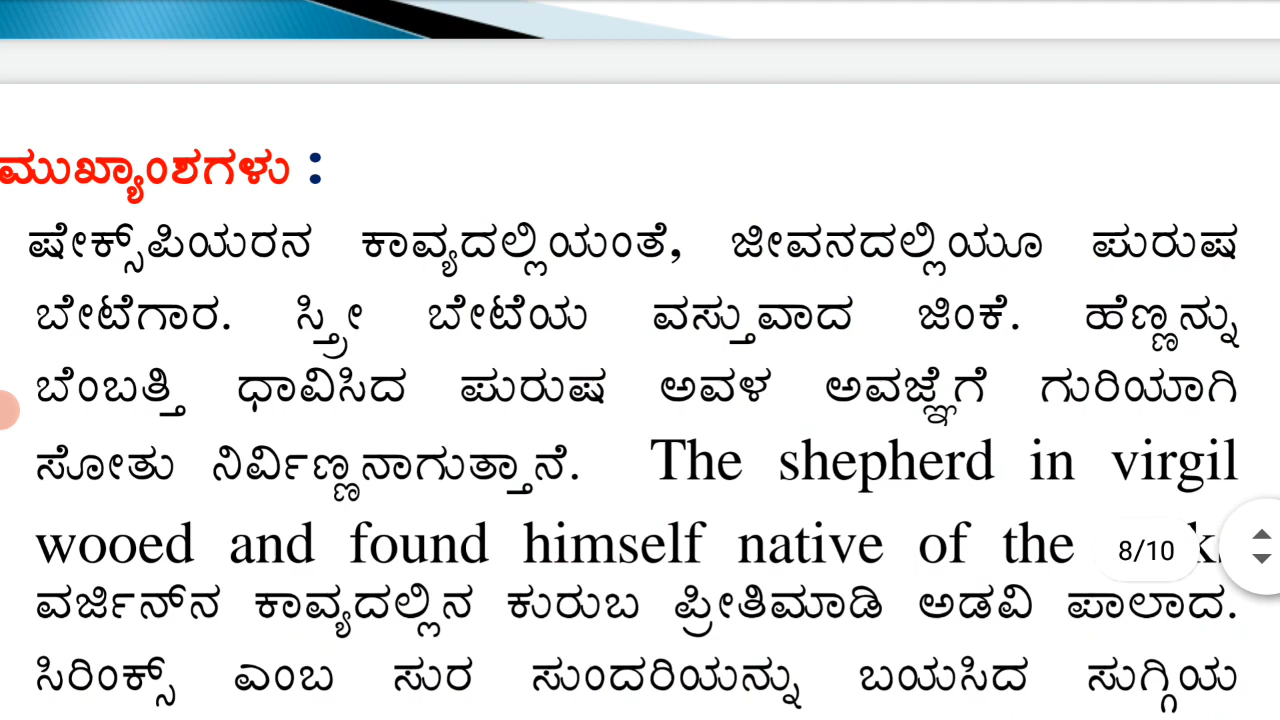 ಮುಖ್ಯಾಂಶಗಳು :
ಷೇಕ್ಸ್‌ಪಿಯರನ ಕಾವ್ಯದಲ್ಲಿಯಂತೆ, ಜೀವನದಲ್ಲಿಯೂ ಪುರುಷ
ಬೇಟೆಗಾರ. ಸ್ತ್ರೀ ಬೇಟೆಯ ವಸ್ತುವಾದ ಜಿಂಕೆ. ಹೆಣ್ಣನ್ನು
ಬೆಂಬತ್ತಿ ಧಾವಿಸಿದ ಪುರುಷ ಅವಳ ಅವಜ್ಞೆಗೆ ಗುರಿಯಾಗಿ
ಸೋತು ನಿರ್ವಿಣ್ಣನಾಗುತ್ತಾನೆ. The shepherd in virgil
wooed and found himself native of the
8/10
ವರ್ಜಿನ್‌ನ ಕಾವ್ಯದಲ್ಲಿನ ಕುರುಬ ಪ್ರೀತಿಮಾಡಿ ಅಡವಿ ಪಾಲಾದ.
ಸಿರಿಂಕ್ಸ್ ಎಂಬ ಸುರ ಸುಂದರಿಯನ್ನು ಬಯಸಿದ ಸುಗ್ಗಿಯ